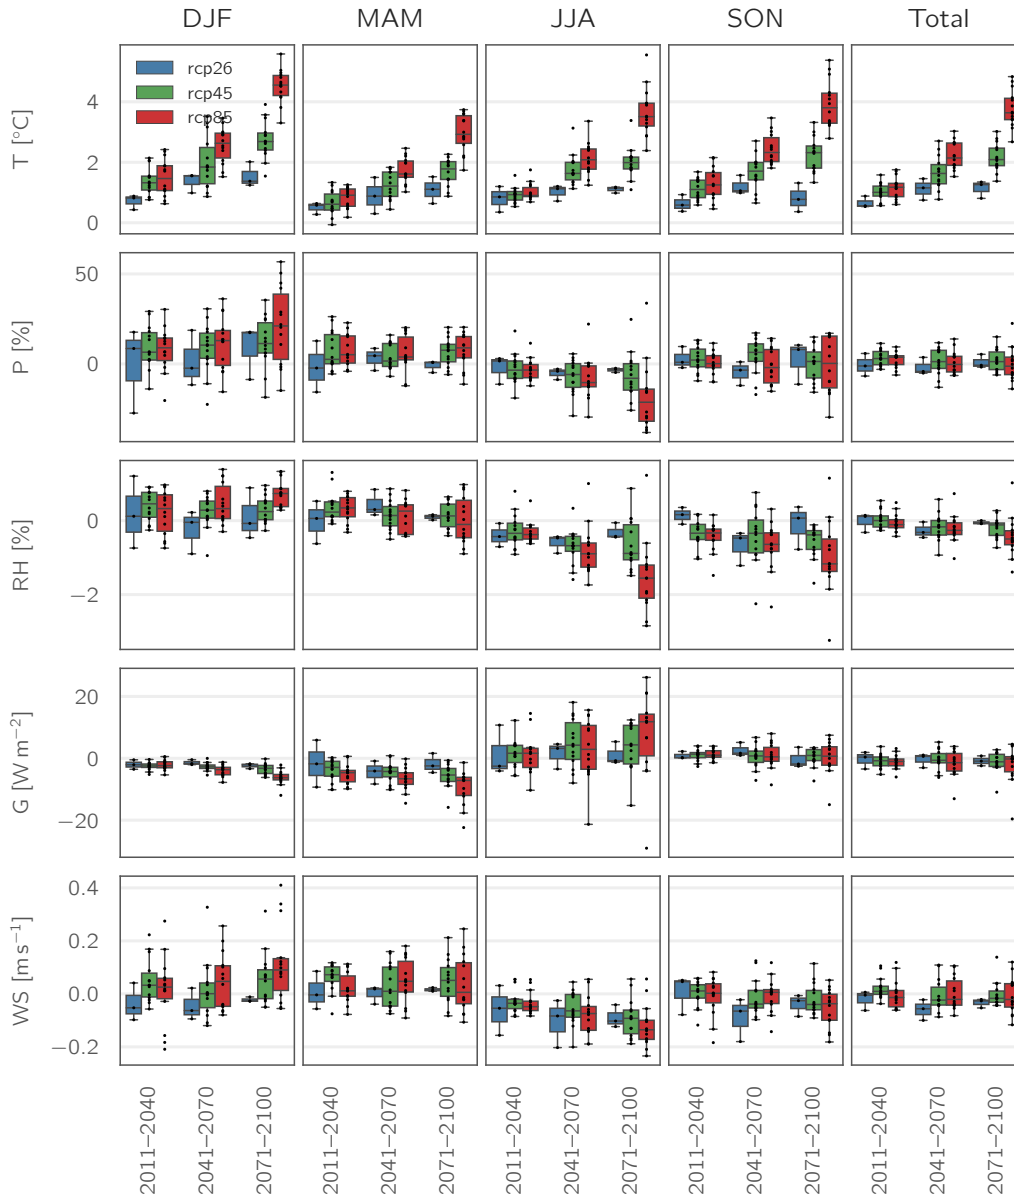 DJF MAM JJA SON Total
T [°C]
4
2
0
rcp26
rcp45
rcp85
P [%]
50
0
RH [%]
0
−2
G [W m−2]
20
0
−20
WS [m s−1]
0.4
0.2
0.0
−0.2
2011–2040 2041–2070 2071–2100 2011–2040 2041–2070 2071–2100 2011–2040 2041–2070 2071–2100 2011–2040 2041–2070 2071–2100 2011–2040 2041–2070 2071–2100